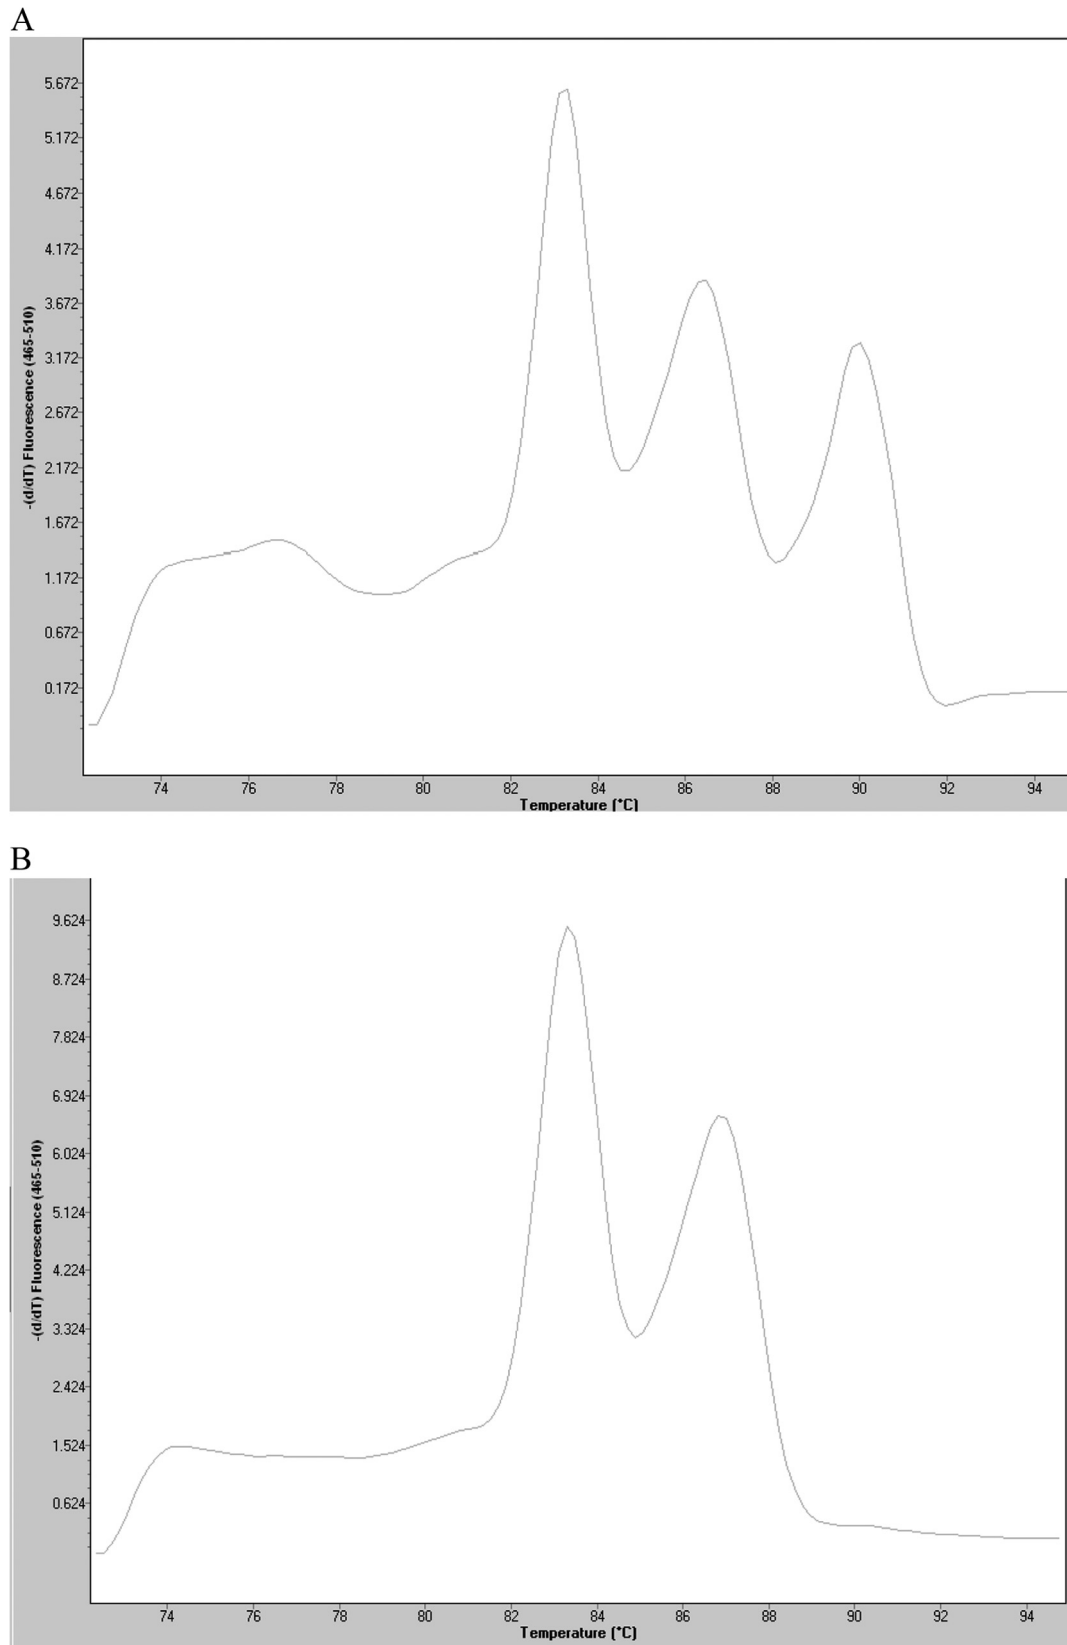 A
5.672
5.172
4.672
4.172
3.672
3.172
2.672
2.172
1.672
1.172
0.672
0.172
-(d/dT) Fluorescence (465-510)
74 76 78 80 82 84 86 88 90 92 94
Temperature (°C)
B
9.624
8.724
7.824
6.924
6.024
5.124
4.224
3.324
2.424
1.524
0.624
-(d/dT) Fluorescence (465-510)
74 76 78 80 82 84 86 88 90 92 94
Temperature (°C)